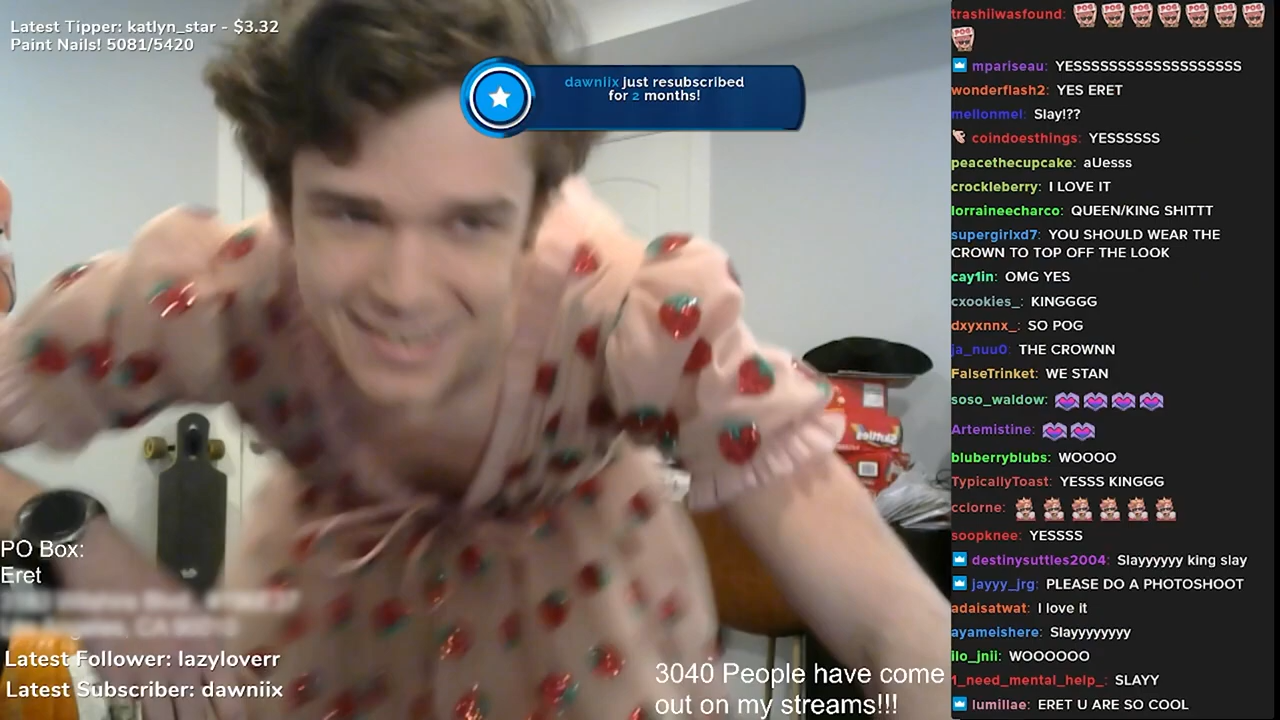 Latest Tipper: katlyn_star - $3.32
Paint Nails! 5081/5420
dawniix just resubscribed
for 2 months!
PO Box:
Eret
Latest Follower: lazyloverr
Latest Subscriber: dawniix
3040 People have come
out on my streams!!!
Skittles
trashiiwasfound:
mpariseau: YESSSSSSSSSSSSSSSSSSS
wonderflash2: YES ERET
mellonmel: Slay!??
coindoesthings: YESSSSSS
peacethecupcake: aUesss
crockleberry: I LOVE IT
lorraineecharco: QUEEN/KING SHITTT
supergirlxd7: YOU SHOULD WEAR THE
CROWN TO TOP OFF THE LOOK
cay1in: OMG YES
cxookies_: KINGGGG
dxyxnnx_: SO POG
ja_nuu0: THE CROWNN
FalseTrinket: WE STAN
soso_waldow:
Artemistine:
bluberryblubs: WOOOO
TypicallyToast: YESSS KINGGG
cclorne:
soopknee: YESSSS
destinysuttles2004: Slayyyyyy king slay
jayyy_jrg: PLEASE DO A PHOTOSHOOT
adaisatwat: I love it
ayameishere: Slayyyyyyyy
ilo_jnii: WOOOOOO
1_need_mental_help_: SLAYY
lumillae: ERET U ARE SO COOL